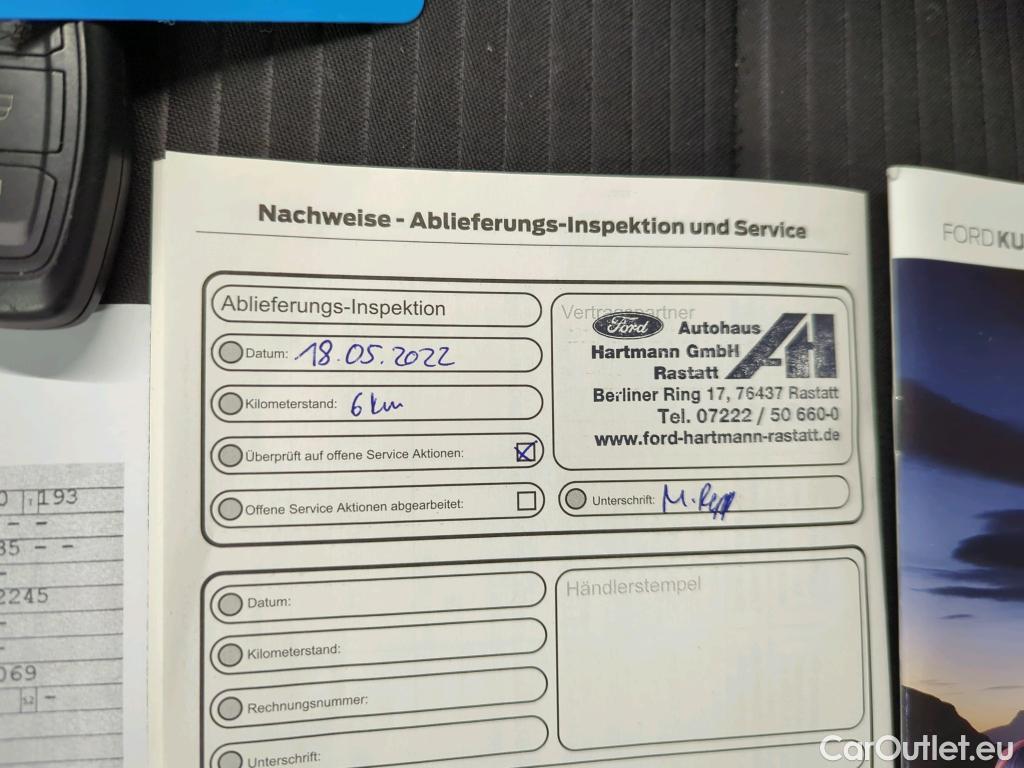 Nachweise - Ablieferungs-Inspektion und Service
Ablieferungs-Inspektion
Datum: 18.05.2022
Kilometerstand: 6 km
Überprüft auf offene Service Aktionen:
Offene Service Aktionen abgearbeitet:
Vertragspartner
Ford
Autohaus
Hartmann GmbH
Rastatt
AH
Berliner Ring 17, 76437 Rastatt
Tel. 07222 / 50 660-0
www.ford-hartmann-rastatt.de
Unterschrift:
Datum:
Kilometerstand:
Rechnungsnummer:
Unterschrift:
Händlerstempel
FORD
193
2245
069
CarOutlet.eu